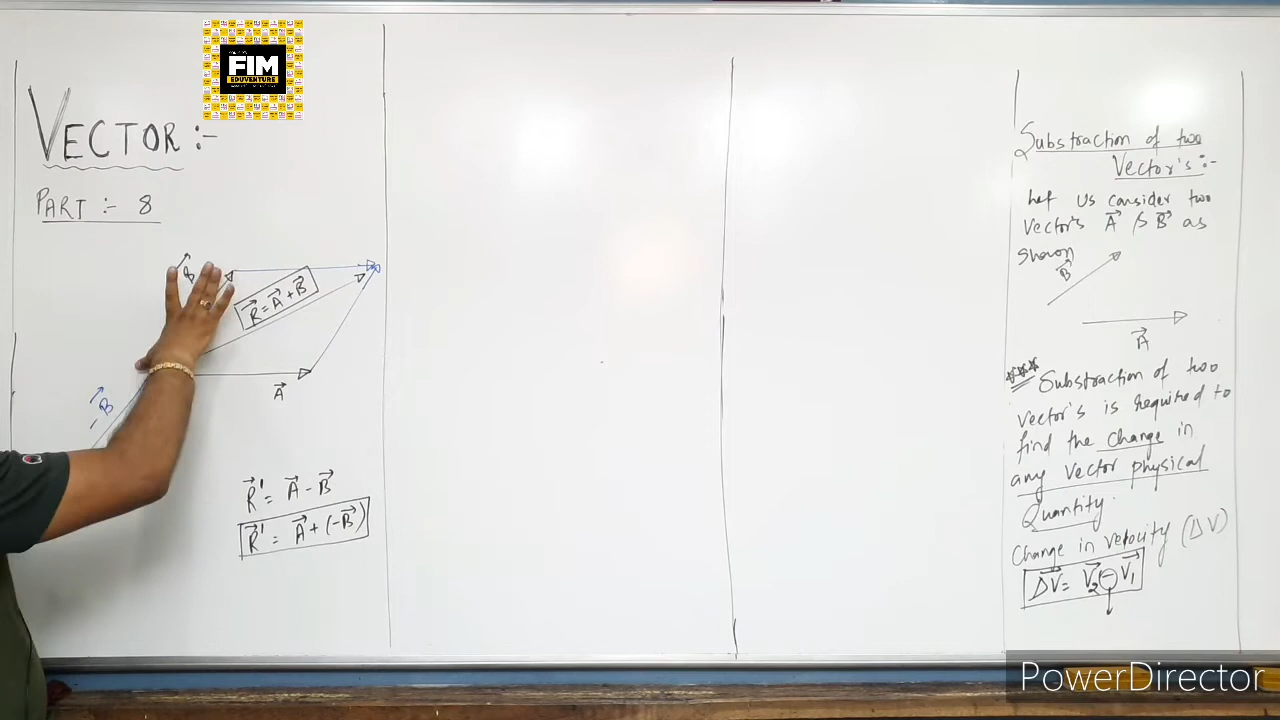 FIM
EDUVENTURE
VECTOR :-
PART :- 8
B
R = A + B
A
- B
R' = A - B
R' = A + (-B)
Substraction of two
Vector's :-
Let us consider two
Vector's A & B as
shown
B
A
*** Substraction of two
Vector's is required to
find the change in
any vector physical
Quantity.
Change in velocity (ΔV)
ΔV = V₂ - V₁
PowerDirector